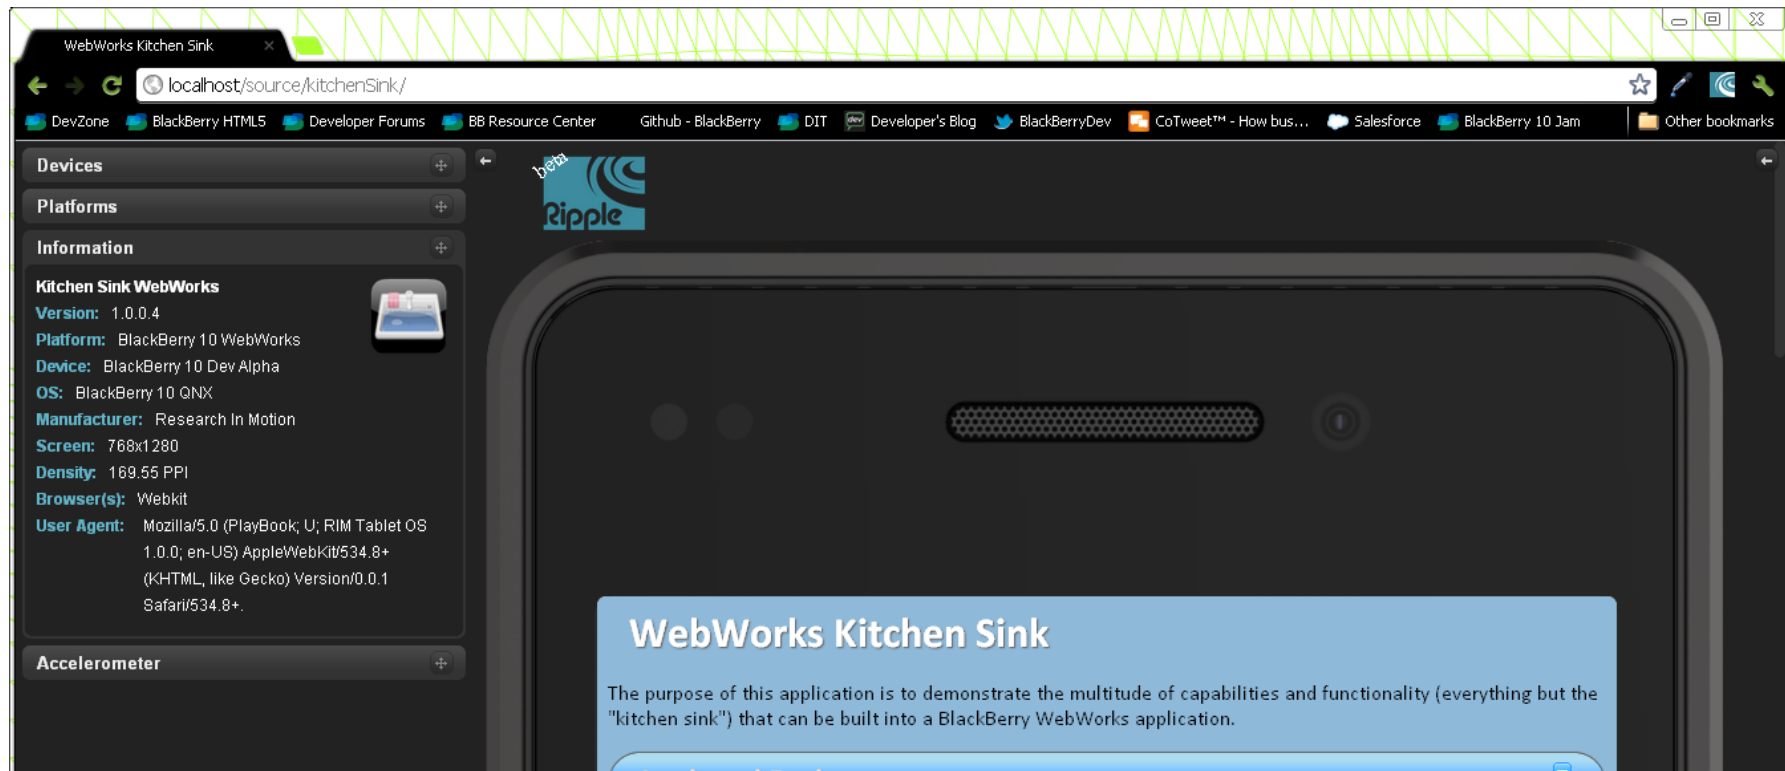 WebWorks Kitchen Sink
localhost/source/kitchenSink/
DevZone BlackBerry HTML5 Developer Forums BB Resource Center Github - BlackBerry DIT Developer's Blog BlackBerryDev CoTweet™ - How bus... Salesforce BlackBerry 10 Jam Other bookmarks
Devices
Platforms
Information
Kitchen Sink WebWorks
Version: 1.0.0.4
Platform: BlackBerry 10 WebWorks
Device: BlackBerry 10 Dev Alpha
OS: BlackBerry 10 QNX
Manufacturer: Research In Motion
Screen: 768x1280
Density: 169.55 PPI
Browser(s): Webkit
User Agent: Mozilla/5.0 (PlayBook; U; RIM Tablet OS
1.0.0; en-US) AppleWebKit/534.8+
(KHTML, like Gecko) Version/0.0.1
Safari/534.8+.
Accelerometer
beta
Ripple
WebWorks Kitchen Sink
The purpose of this application is to demonstrate the multitude of capabilities and functionality (everything but the
"kitchen sink") that can be built into a BlackBerry WebWorks application.